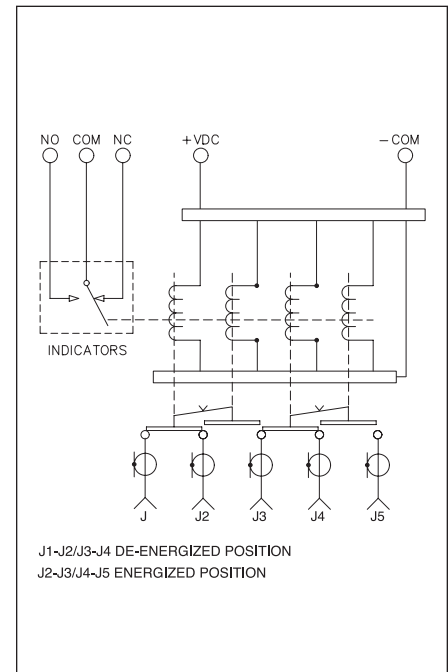 NO COM NC +VDC -COM
INDICATORS
J J2 J3 J4 J5
J1-J2/J3-J4 DE-ENERGIZED POSITION
J2-J3/J4-J5 ENERGIZED POSITION